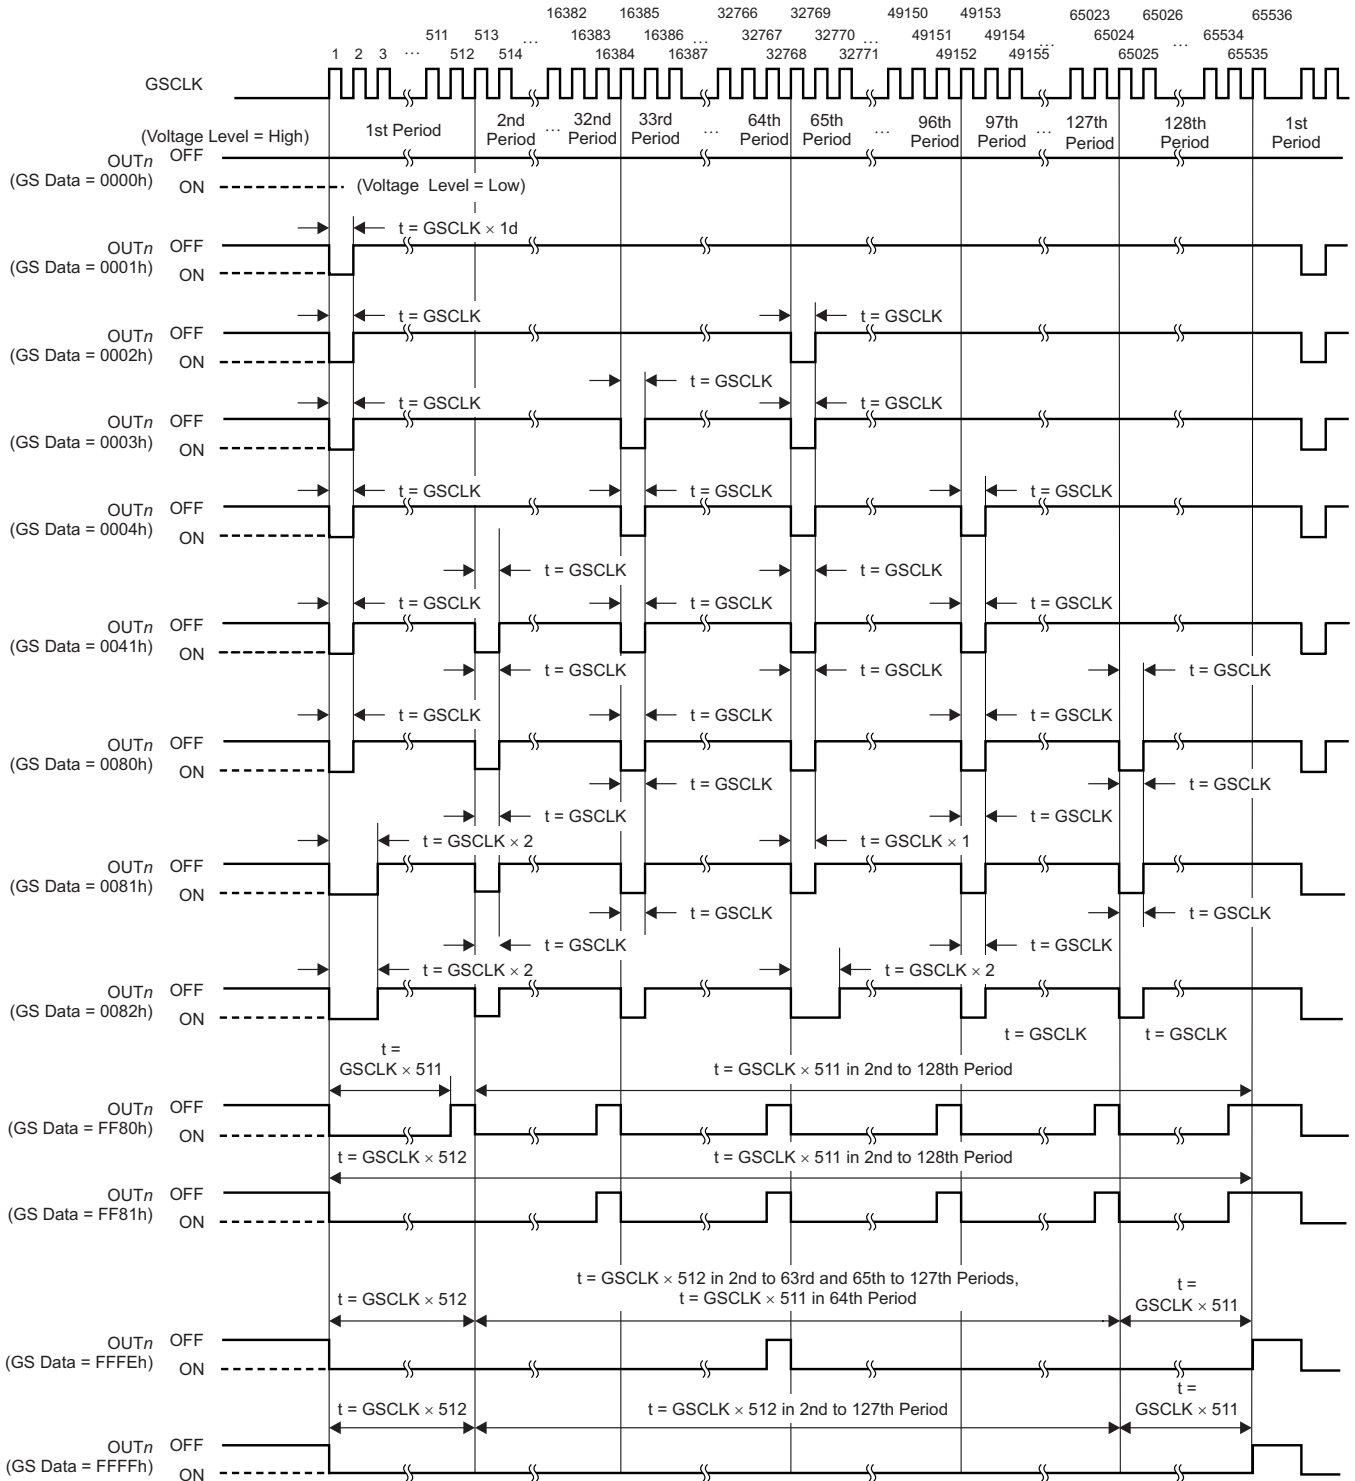 16382 16385 32766 32769 49150 49153 65023 65026 65536
511 513 ... 16383 16386 ... 32767 32770 ... 49151 49154 ... 65024 ... 65534
1 2 3 ... 512 514 16384 16387 32768 32771 49152 49155 65025 65535
GSCLK
(Voltage Level = High) 1st Period 2nd Period ... 32nd Period 33rd Period ... 64th Period 65th Period ... 96th Period 97th Period ... 127th Period 128th Period 1st Period
OUTn OFF
(GS Data = 0000h) ON (Voltage Level = Low)
t = GSCLK × 1d
OUTn OFF
(GS Data = 0001h) ON
t = GSCLK t = GSCLK
OUTn OFF
(GS Data = 0002h) ON
t = GSCLK
t = GSCLK t = GSCLK
OUTn OFF
(GS Data = 0003h) ON
t = GSCLK t = GSCLK t = GSCLK
OUTn OFF
(GS Data = 0004h) ON
t = GSCLK t = GSCLK
t = GSCLK t = GSCLK t = GSCLK
OUTn OFF
(GS Data = 0041h) ON
t = GSCLK t = GSCLK t = GSCLK
t = GSCLK t = GSCLK t = GSCLK
OUTn OFF
(GS Data = 0080h) ON
t = GSCLK t = GSCLK
t = GSCLK t = GSCLK
t = GSCLK × 2 t = GSCLK × 1
OUTn OFF
(GS Data = 0081h) ON
t = GSCLK t = GSCLK
t = GSCLK t = GSCLK
t = GSCLK × 2 t = GSCLK × 2
OUTn OFF
(GS Data = 0082h) ON
t = GSCLK t = GSCLK
t =
GSCLK × 511 t = GSCLK × 511 in 2nd to 128th Period
OUTn OFF
(GS Data = FF80h) ON
t = GSCLK × 512 t = GSCLK × 511 in 2nd to 128th Period
OUTn OFF
(GS Data = FF81h) ON
t = GSCLK × 512 in 2nd to 63rd and 65th to 127th Periods,
t = GSCLK × 511 in 64th Period
t = GSCLK × 512
t =
GSCLK × 511
OUTn OFF
(GS Data = FFFEh) ON
t = GSCLK × 512 t = GSCLK × 512 in 2nd to 127th Period
t =
GSCLK × 511
OUTn OFF
(GS Data = FFFFh) ON